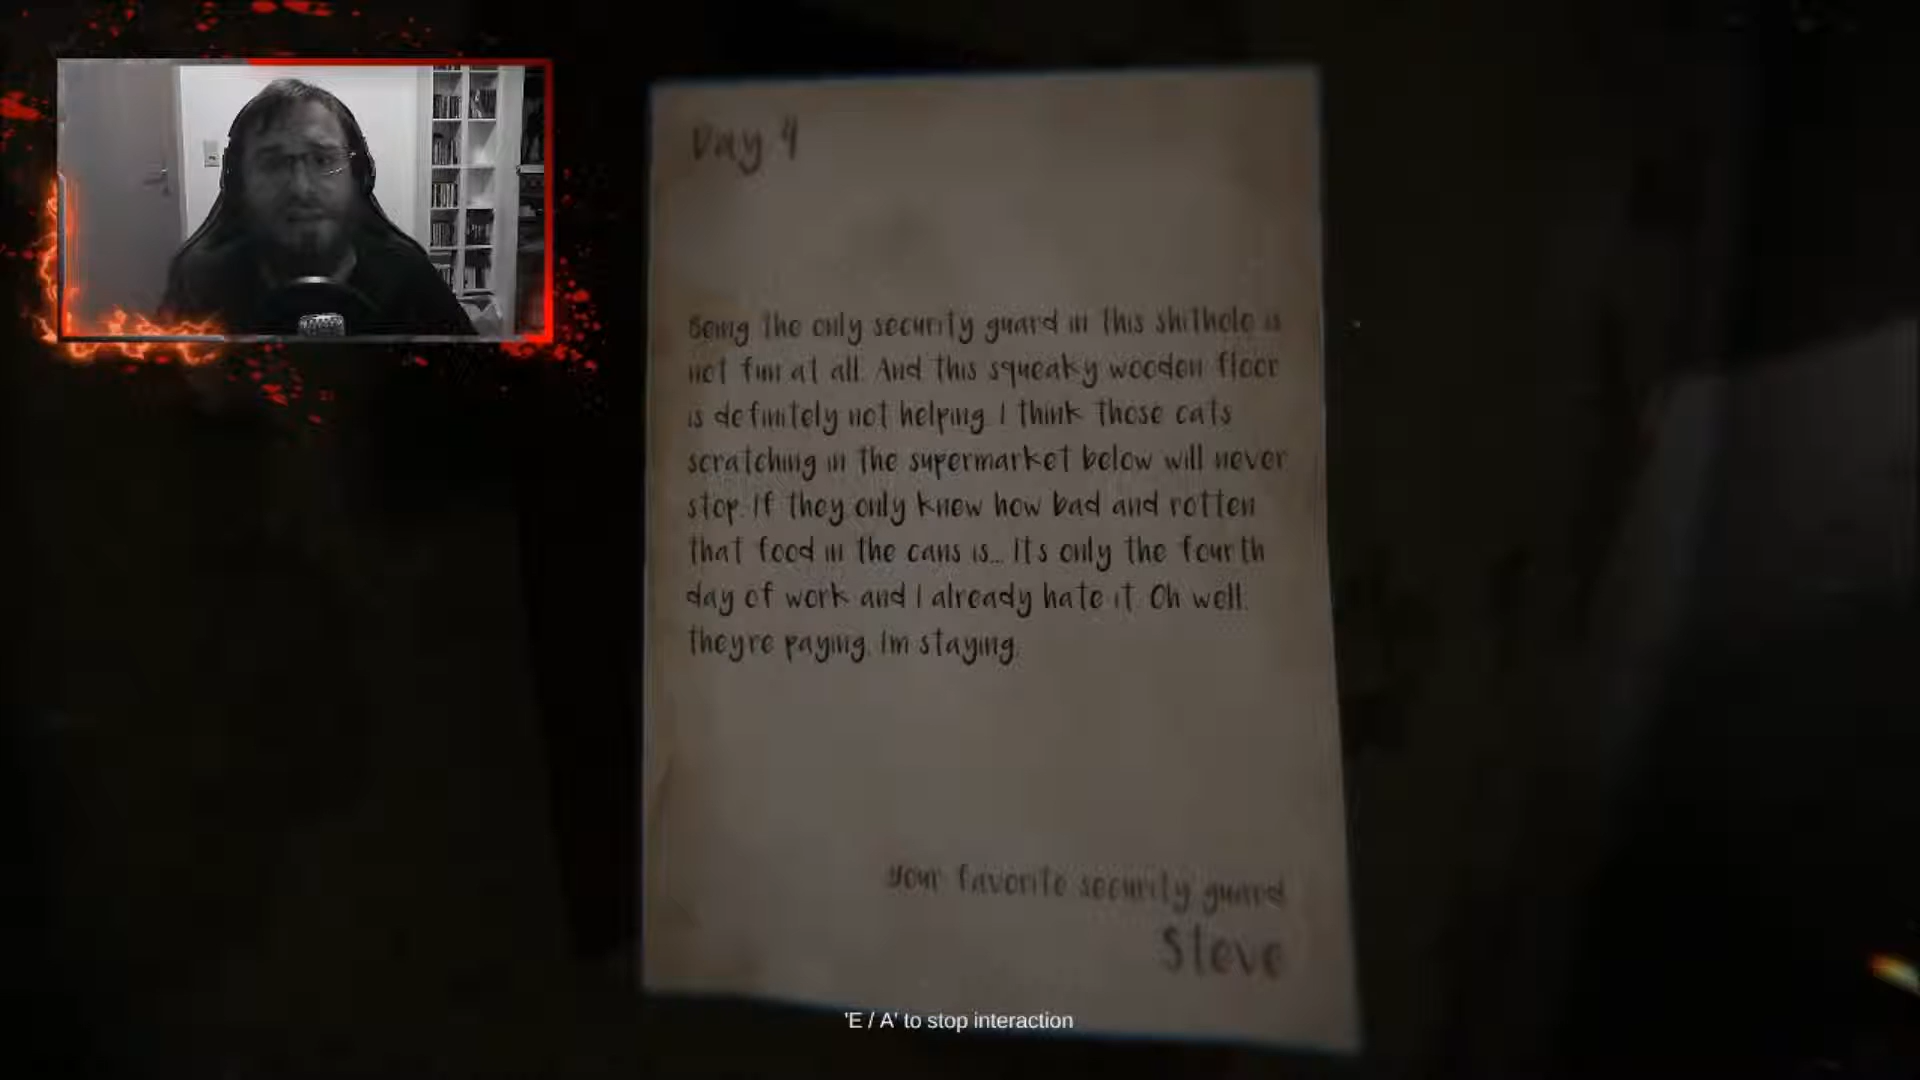 Day 4
Being the only security guard in this shithole is
not fun at all. And this squeaky wooden floor
is definitely not helping. I think those cats
scratching in the supermarket below will never
stop. If they only knew how bad and rotten
that food in the cans is... Its only the fourth
day of work and I already hate it. Oh well.
theyre paying. Im staying.
your favorite security guard
Steve
'E / A' to stop interaction